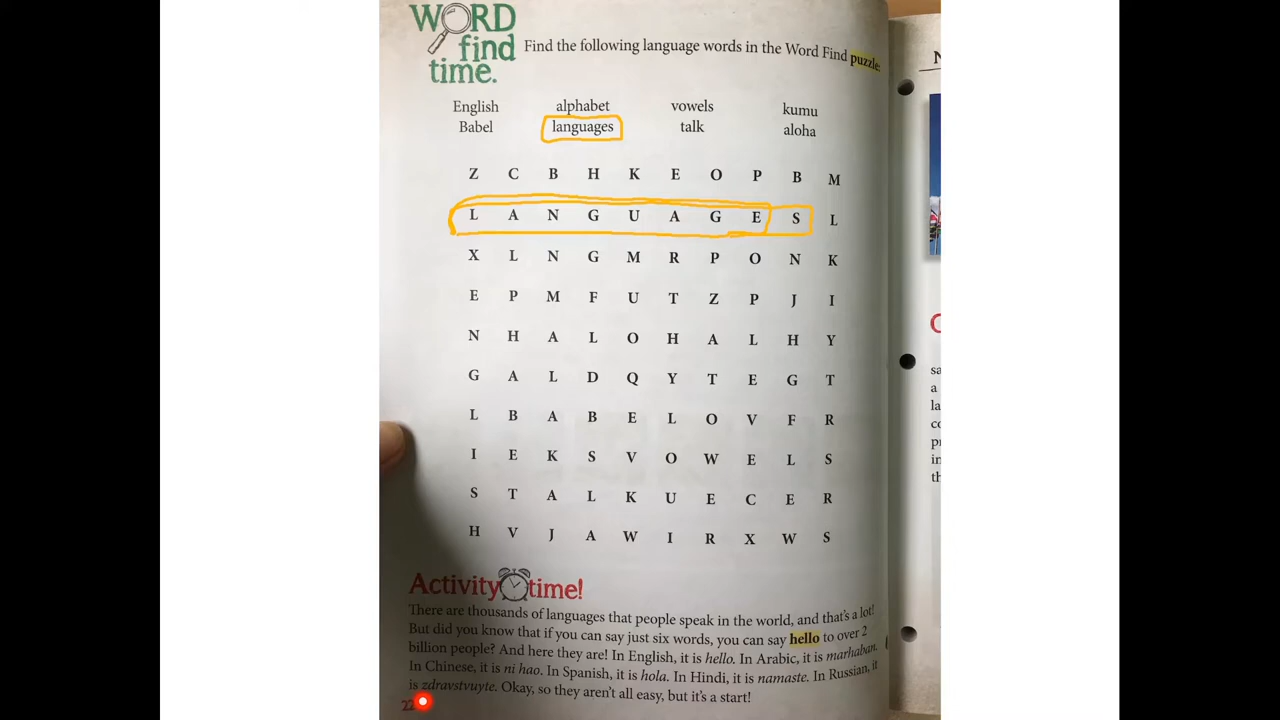 WORD
find
time.
Find the following language words in the Word Find puzzle:
English alphabet vowels kumu
Babel languages talk aloha
Z C B H K E O P B M
L A N G U A G E S L
X L N G M R P O N K
E P M F U T Z P J I
N H A L O H A L H Y
G A L D Q Y T E G T
L B A B E L O V F R
I E K S V O W E L S
S T A L K U E C E R
H V J A W I R X W S
Activity time!
There are thousands of languages that people speak in the world, and that's a lot!
But did you know that if you can say just six words, you can say hello to over 2
billion people? And here they are! In English, it is hello. In Arabic, it is marhaban.
In Chinese, it is ni hao. In Spanish, it is hola. In Hindi, it is namaste. In Russian, it
is zdravstvuyte. Okay, so they aren't all easy, but it's a start!
22